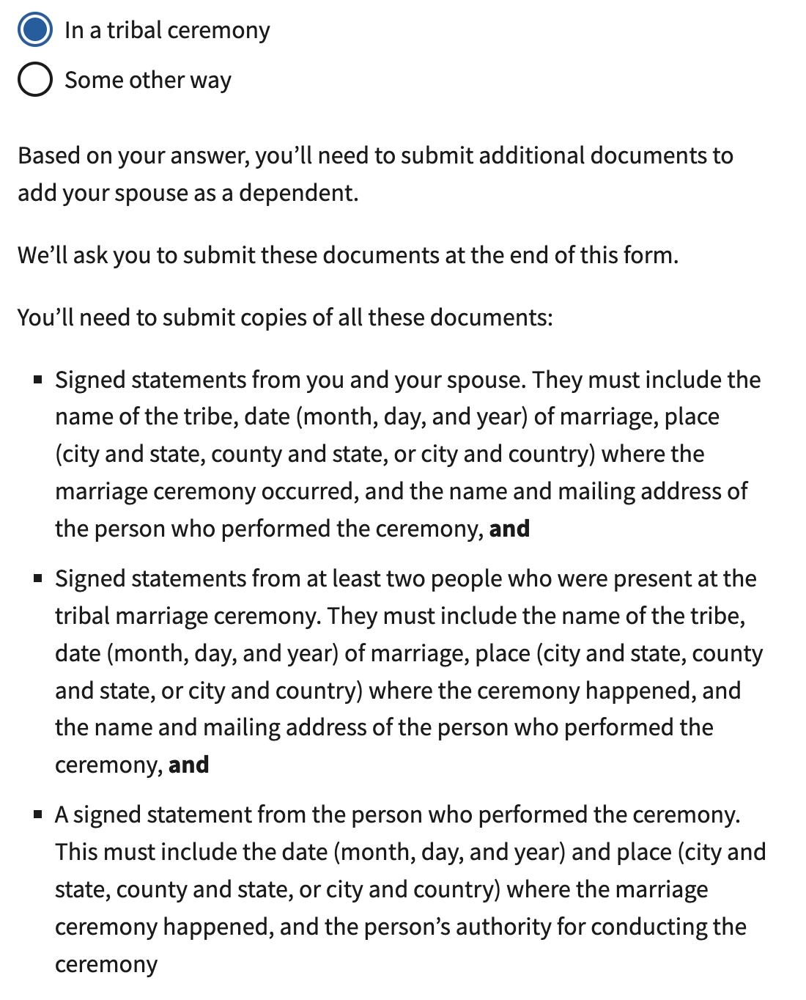 In a tribal ceremony
Some other way
Based on your answer, you’ll need to submit additional documents to
add your spouse as a dependent.
We’ll ask you to submit these documents at the end of this form.
You’ll need to submit copies of all these documents:
▪ Signed statements from you and your spouse. They must include the
name of the tribe, date (month, day, and year) of marriage, place
(city and state, county and state, or city and country) where the
marriage ceremony occurred, and the name and mailing address of
the person who performed the ceremony, and
▪ Signed statements from at least two people who were present at the
tribal marriage ceremony. They must include the name of the tribe,
date (month, day, and year) of marriage, place (city and state, county
and state, or city and country) where the ceremony happened, and
the name and mailing address of the person who performed the
ceremony, and
▪ A signed statement from the person who performed the ceremony.
This must include the date (month, day, and year) and place (city and
state, county and state, or city and country) where the marriage
ceremony happened, and the person’s authority for conducting the
ceremony